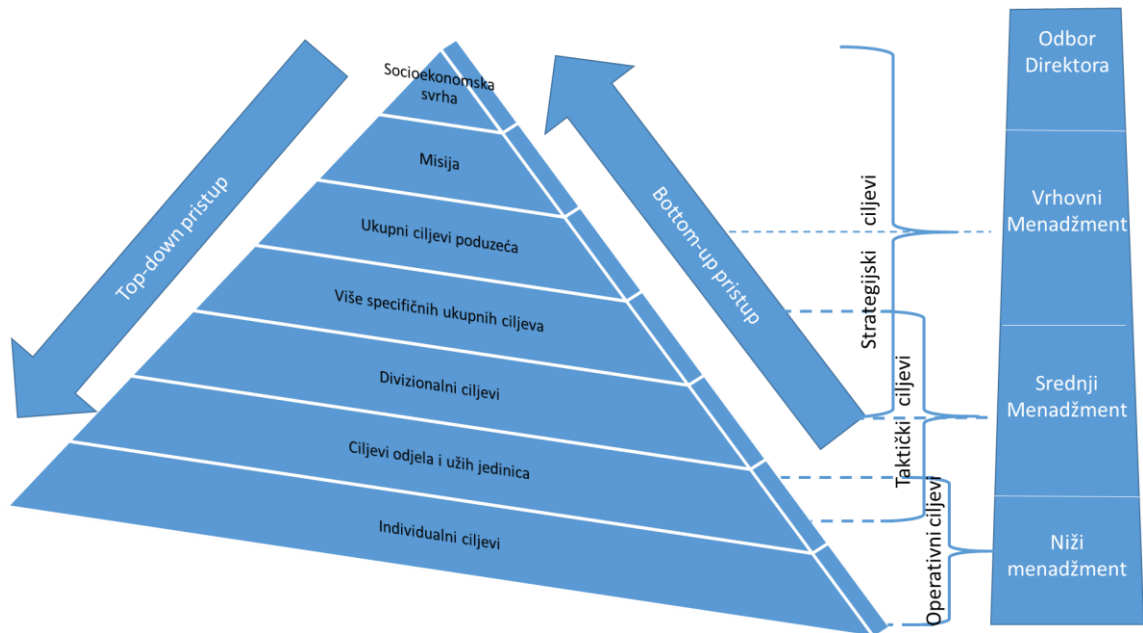 Socioekonomska
svrha
Misija
Ukupni ciljevi poduzeća
Više specifičnih ukupnih ciljeva
Divizionalni ciljevi
Ciljevi odjela i užih jedinica
Individualni ciljevi
Top-down pristup
Bottom-up pristup
Strategijski ciljevi
Taktički ciljevi
Operativni ciljevi
Odbor
Direktora
Vrhovni
Menadžment
Srednji
Menadžment
Niži
menadžment